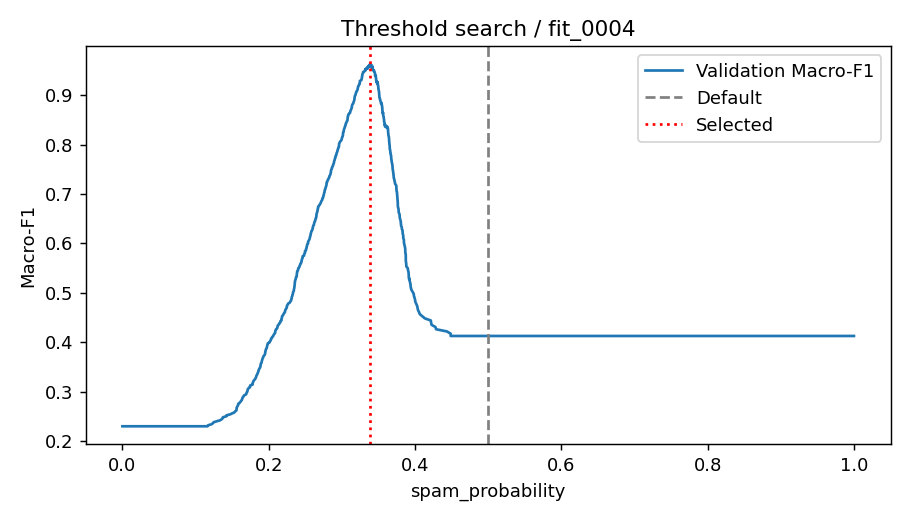 Threshold search / fit_0004
Validation Macro-F1
Default
Selected
Macro-F1
0.9
0.8
0.7
0.6
0.5
0.4
0.3
0.2
0.0 0.2 0.4 0.6 0.8 1.0
spam_probability